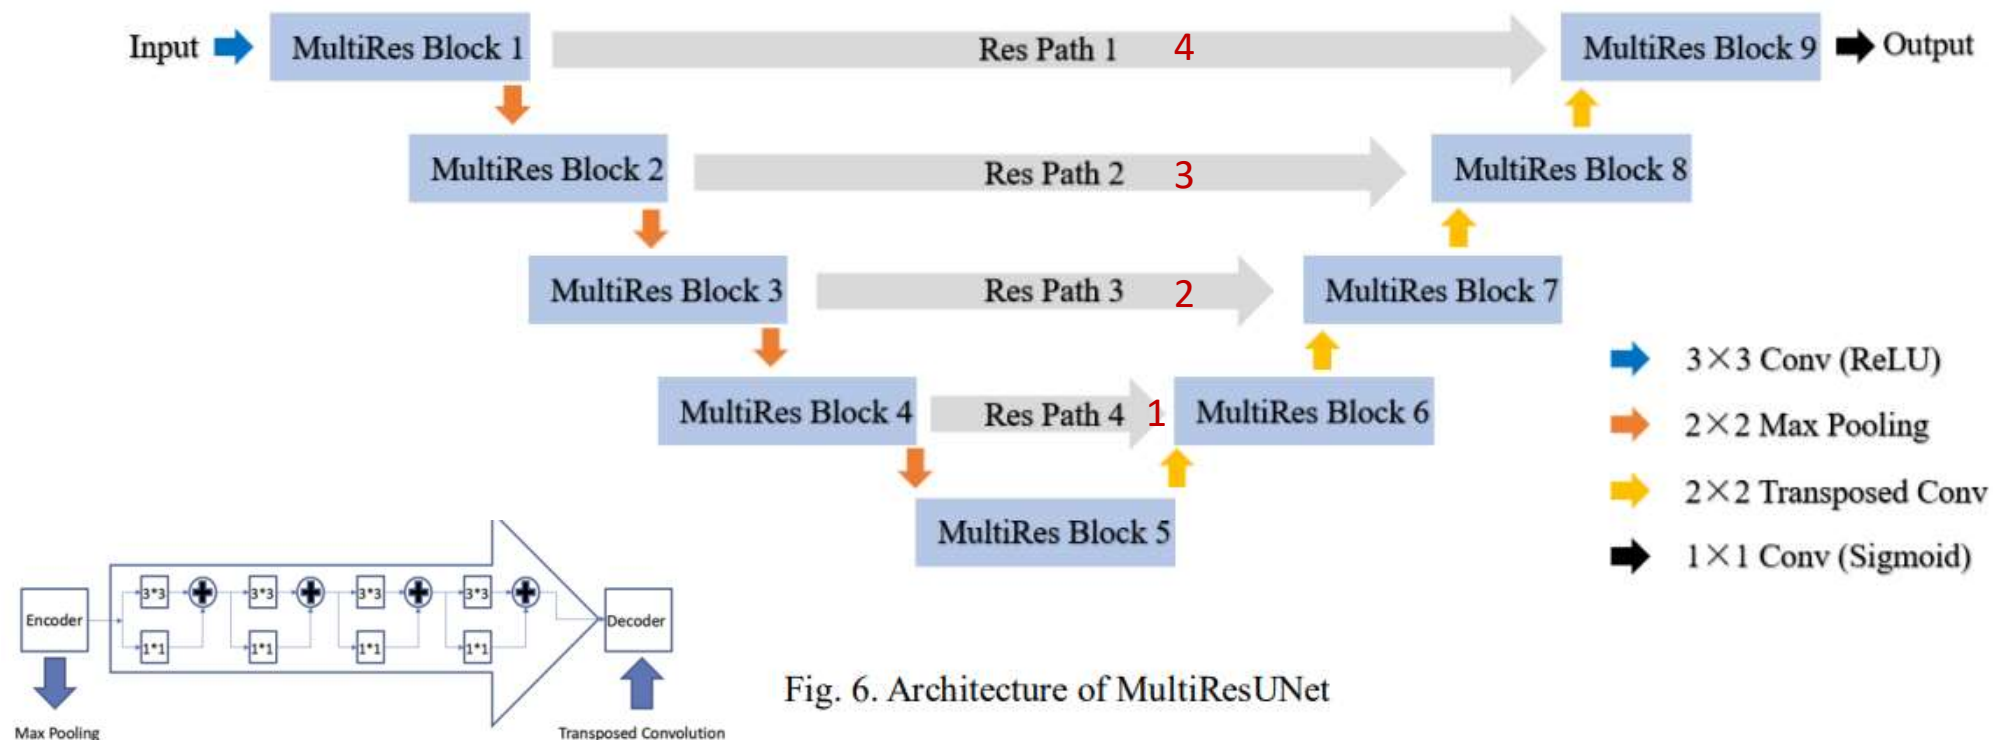 Input
MultiRes Block 1
Res Path 1 4
MultiRes Block 9
Output
MultiRes Block 2
Res Path 2 3
MultiRes Block 8
MultiRes Block 3
Res Path 3 2
MultiRes Block 7
MultiRes Block 4
Res Path 4 1
MultiRes Block 6
MultiRes Block 5
3×3 Conv (ReLU)
2×2 Max Pooling
2×2 Transposed Conv
1×1 Conv (Sigmoid)
Encoder
3*3
3*3
3*3
3*3
1*1
1*1
1*1
1*1
Decoder
Max Pooling
Transposed Convolution
Fig. 6. Architecture of MultiResUNet